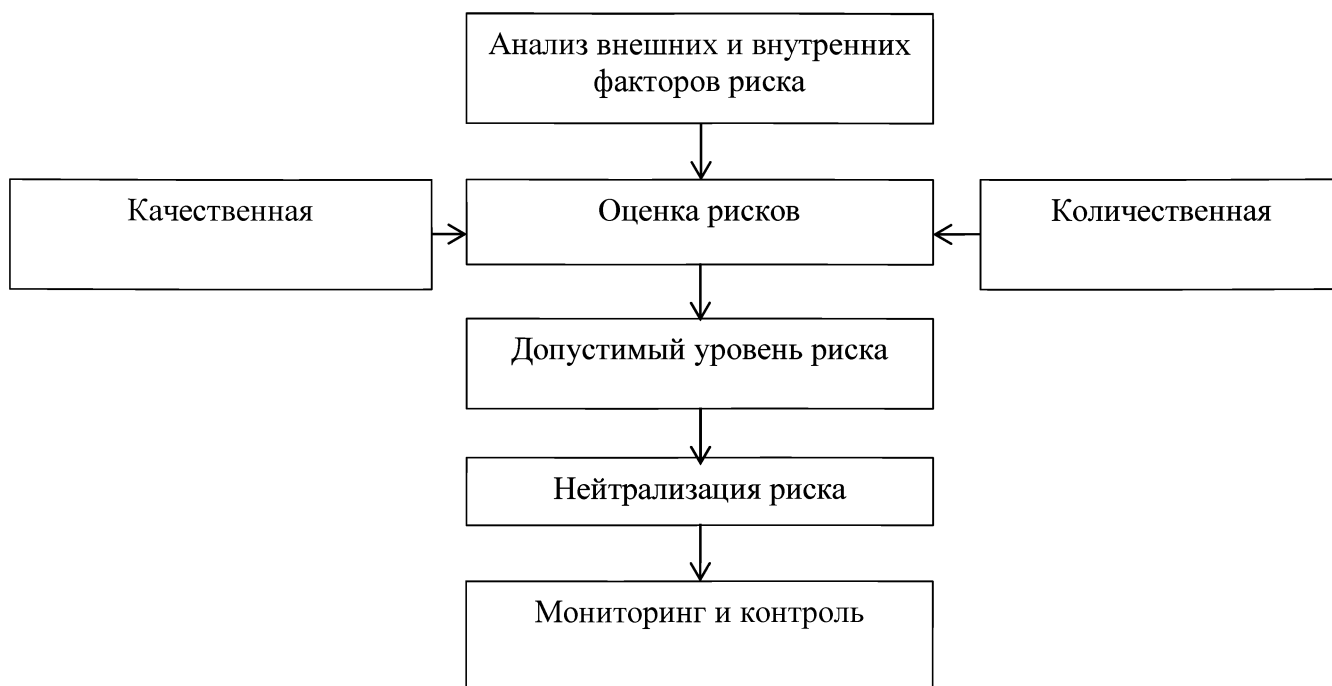 Анализ внешних и внутренних
факторов риска
Качественная
Оценка рисков
Количественная
Допустимый уровень риска
Нейтрализация риска
Мониторинг и контроль